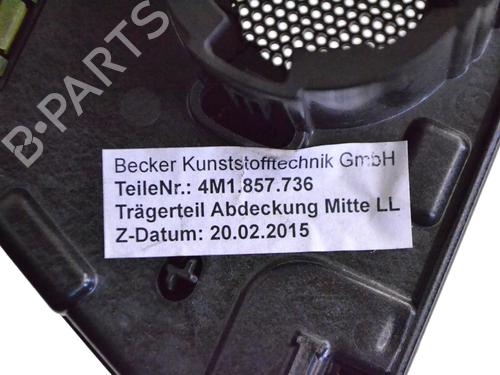 B-PARTS
Becker Kunststofftechnik GmbH
TeileNr.: 4M1.857.736
Trägerteil Abdeckung Mitte LL
Z-Datum: 20.02.2015